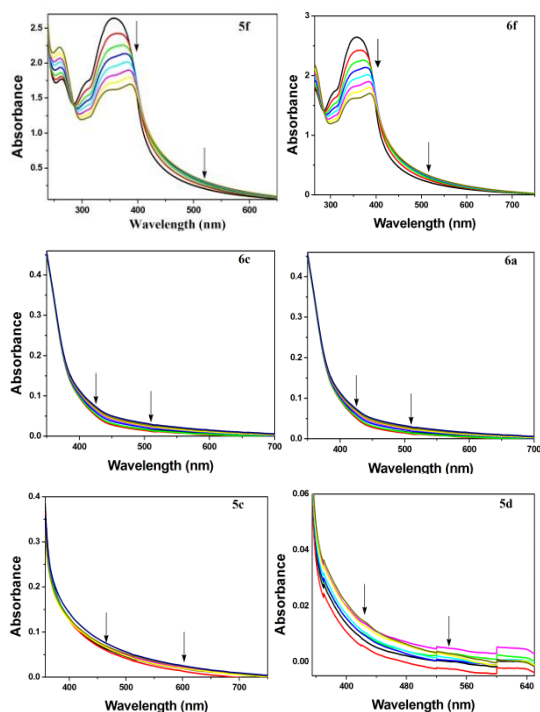 5f
2.5
2.0
1.5
1.0
0.5
Absorbance
300 400 500 600
Wavelength (nm)
6f
3
2
1
0
Absorbance
300 400 500 600 700
Wavelength (nm)
6c
0.4
0.3
0.2
0.1
0.0
Absorbance
400 500 600 700
Wavelength (nm)
6a
0.4
0.3
0.2
0.1
0.0
Absorbance
400 500 600 700
Wavelength (nm)
5c
0.4
0.3
0.2
0.1
0.0
Absorbance
400 500 600 700
Wavelength (nm)
5d
0.06
0.04
0.02
0.00
Absorbance
400 480 560 640
Wavelength (nm)